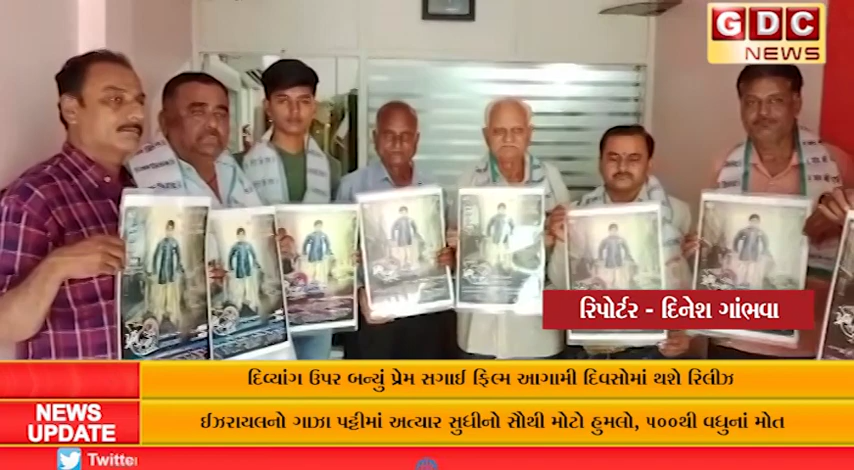 GDC
NEWS
રિપોર્ટર - દિનેશ ગાંભવા
દિવ્યાંગ ઉપર બન્યું પ્રેમ સગાઈ ફિલ્મ આગામી દિવસોમાં થશે રિલીઝ
NEWS
UPDATE
ઈઝરાયલનો ગાઝા પટ્ટીમાં અત્યાર સુધીનો સૌથી મોટો હુમલો, ૫૦૦થી વધુનાં મોત
Twitter